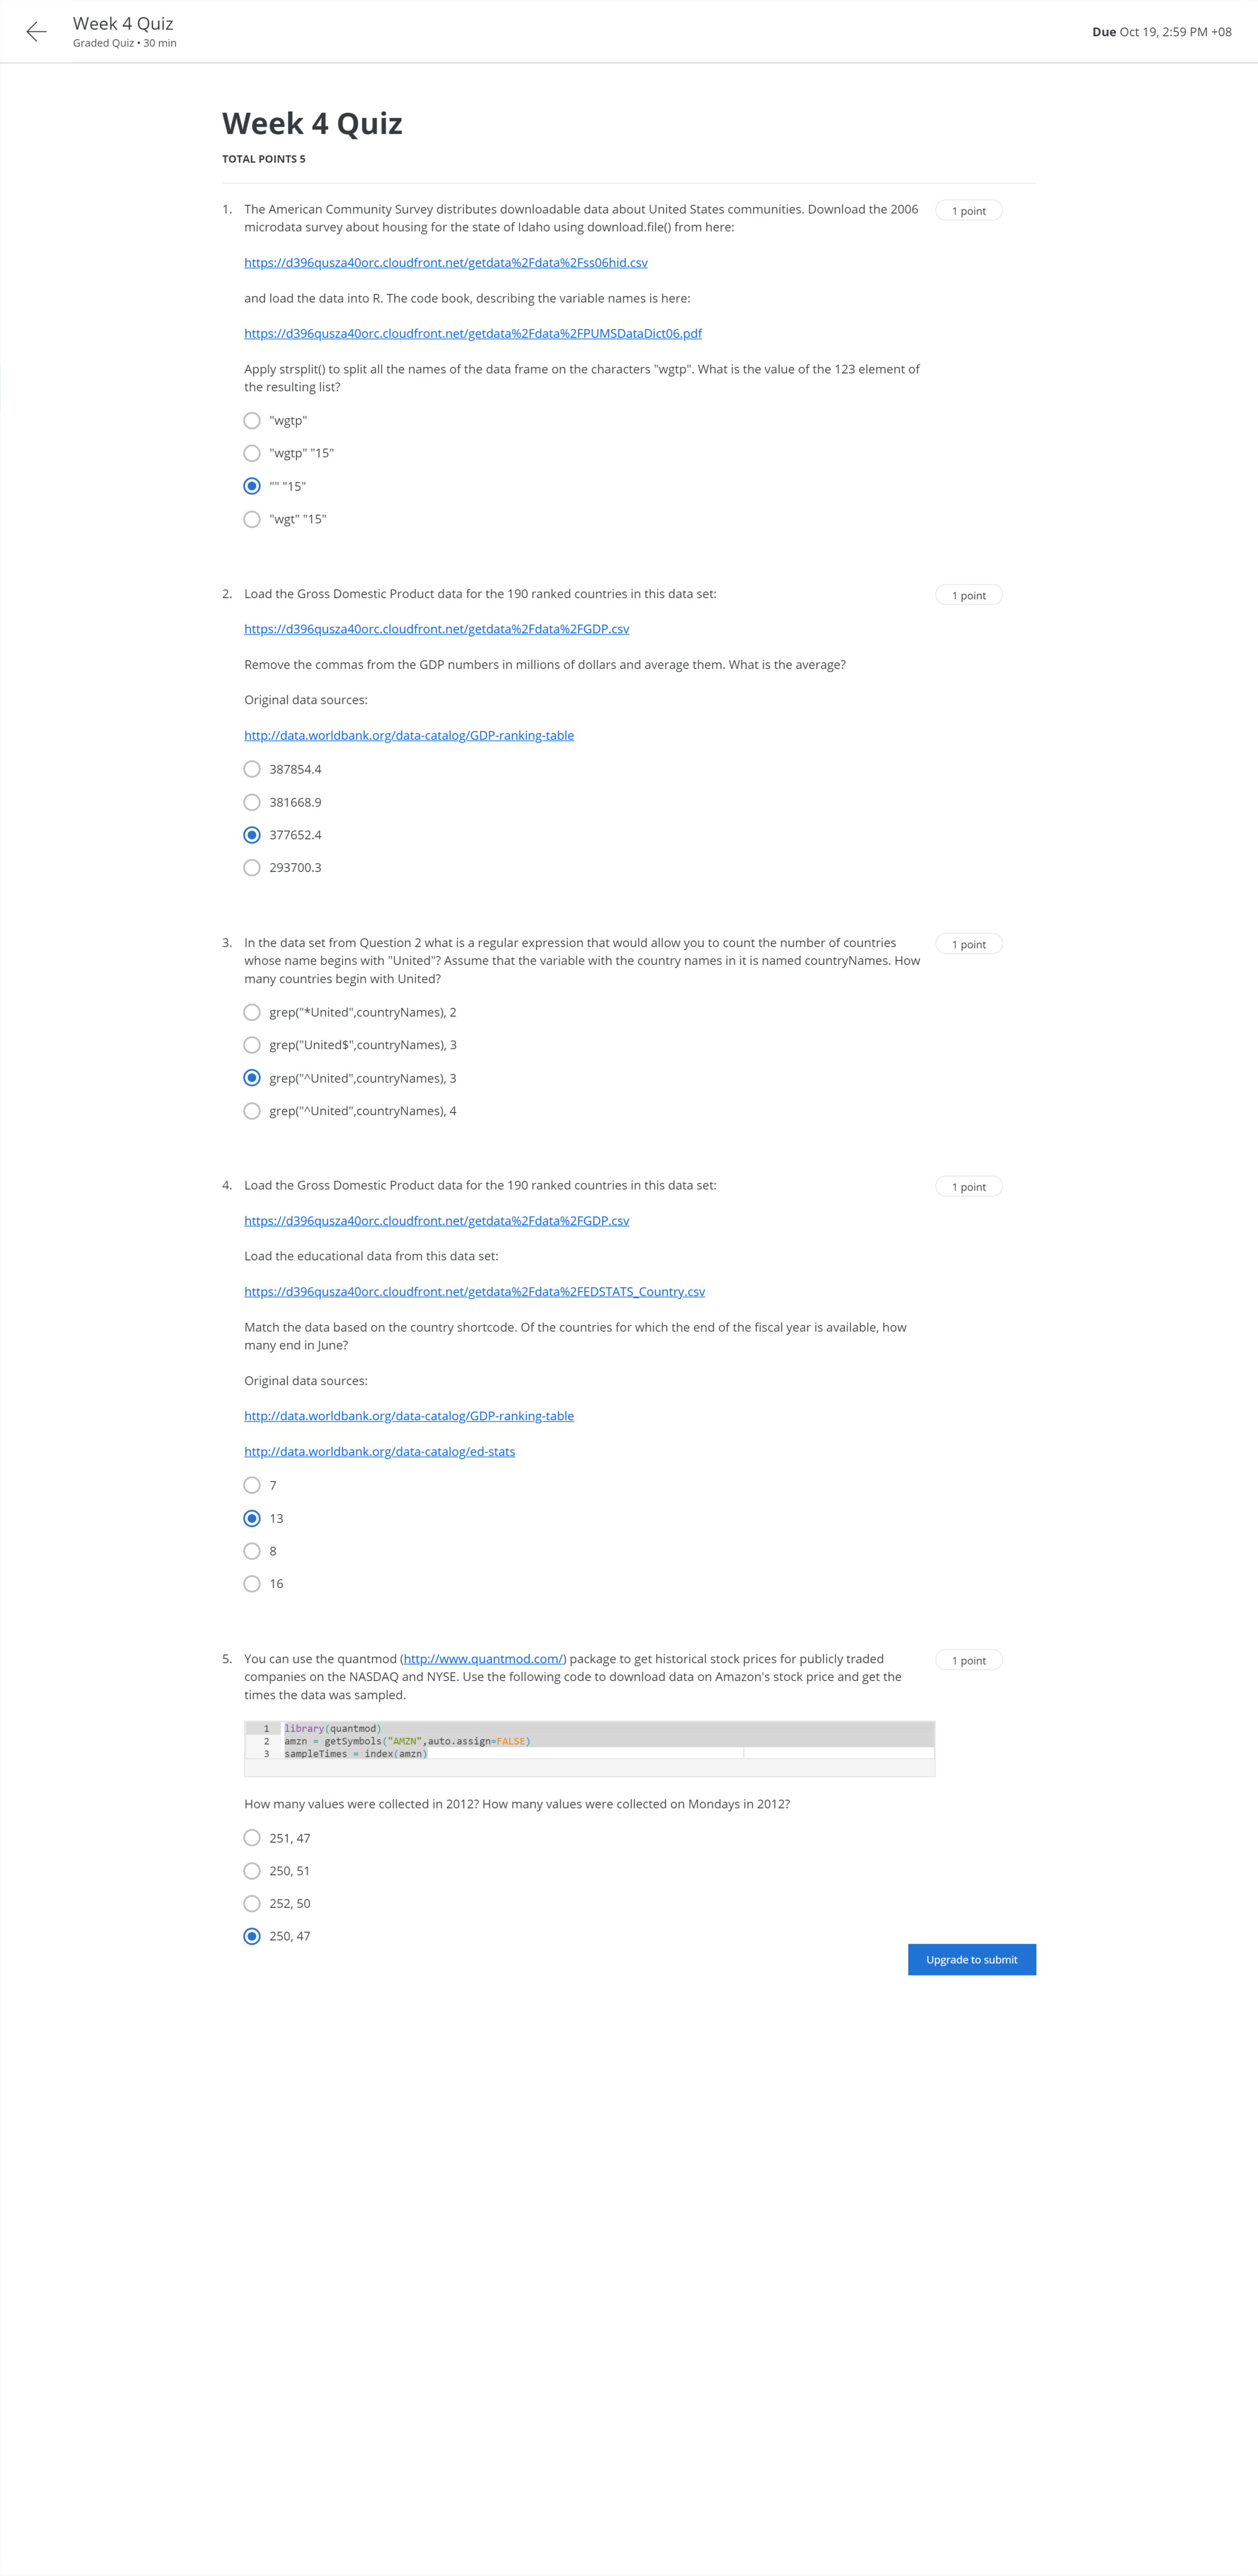 Week 4 Quiz
Graded Quiz • 30 min
Due Oct 19, 2:59 PM +08
Week 4 Quiz
TOTAL POINTS 5
1. The American Community Survey distributes downloadable data about United States communities. Download the 2006
1 point
microdata survey about housing for the state of Idaho using download.file() from here:
https://d396qusza40orc.cloudfront.net/getdata%2Fdata%2Fss06hid.csv
and load the data into R. The code book, describing the variable names is here:
https://d396qusza40orc.cloudfront.net/getdata%2Fdata%2FPUMSDataDict06.pdf
Apply strsplit() to split all the names of the data frame on the characters "wgtp". What is the value of the 123 element of
the resulting list?
"wgtp"
"wgtp" "15"
"" "15"
"wgt" "15"
2. Load the Gross Domestic Product data for the 190 ranked countries in this data set:
1 point
https://d396qusza40orc.cloudfront.net/getdata%2Fdata%2FGDP.csv
Remove the commas from the GDP numbers in millions of dollars and average them. What is the average?
Original data sources:
http://data.worldbank.org/data-catalog/GDP-ranking-table
387854.4
381668.9
377652.4
293700.3
3. In the data set from Question 2 what is a regular expression that would allow you to count the number of countries
1 point
whose name begins with "United"? Assume that the variable with the country names in it is named countryNames. How
many countries begin with United?
grep("*United",countryNames), 2
grep("United$",countryNames), 3
grep("^United",countryNames), 3
grep("^United",countryNames), 4
4. Load the Gross Domestic Product data for the 190 ranked countries in this data set:
1 point
https://d396qusza40orc.cloudfront.net/getdata%2Fdata%2FGDP.csv
Load the educational data from this data set:
https://d396qusza40orc.cloudfront.net/getdata%2Fdata%2FEDSTATS_Country.csv
Match the data based on the country shortcode. Of the countries for which the end of the fiscal year is available, how
many end in June?
Original data sources:
http://data.worldbank.org/data-catalog/GDP-ranking-table
http://data.worldbank.org/data-catalog/ed-stats
7
13
8
16
5. You can use the quantmod (http://www.quantmod.com/) package to get historical stock prices for publicly traded
1 point
companies on the NASDAQ and NYSE. Use the following code to download data on Amazon's stock price and get the
times the data was sampled.
1 library(quantmod)
2 amzn = getSymbols("AMZN",auto.assign=FALSE)
3 sampleTimes = index(amzn)
How many values were collected in 2012? How many values were collected on Mondays in 2012?
251, 47
250, 51
252, 50
250, 47
Upgrade to submit